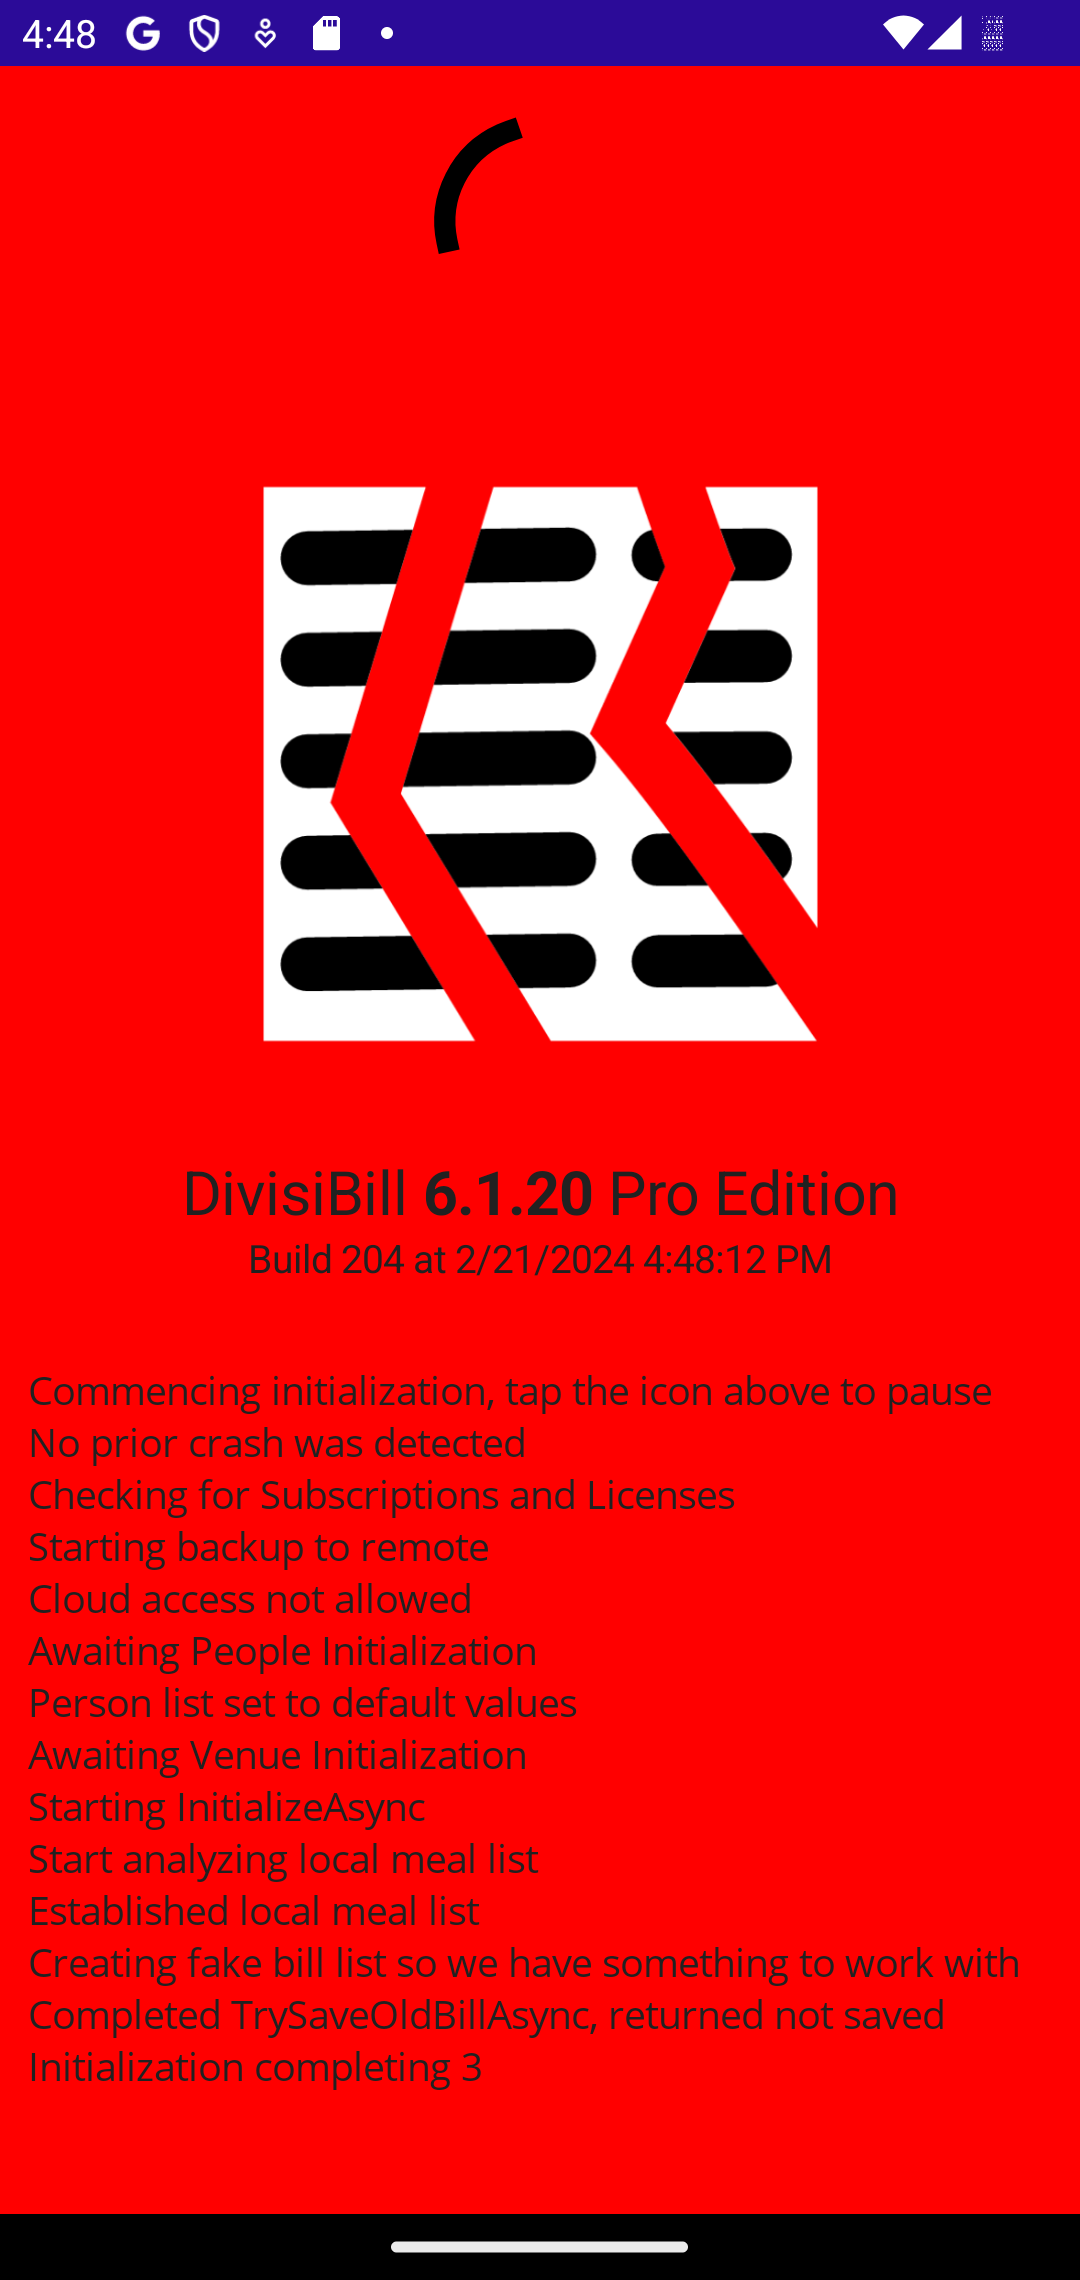 4:48
DivisiBill 6.1.20 Pro Edition
Build 204 at 2/21/2024 4:48:12 PM
Commencing initialization, tap the icon above to pause
No prior crash was detected
Checking for Subscriptions and Licenses
Starting backup to remote
Cloud access not allowed
Awaiting People Initialization
Person list set to default values
Awaiting Venue Initialization
Starting InitializeAsync
Start analyzing local meal list
Established local meal list
Creating fake bill list so we have something to work with
Completed TrySaveOldBillAsync, returned not saved
Initialization completing 3